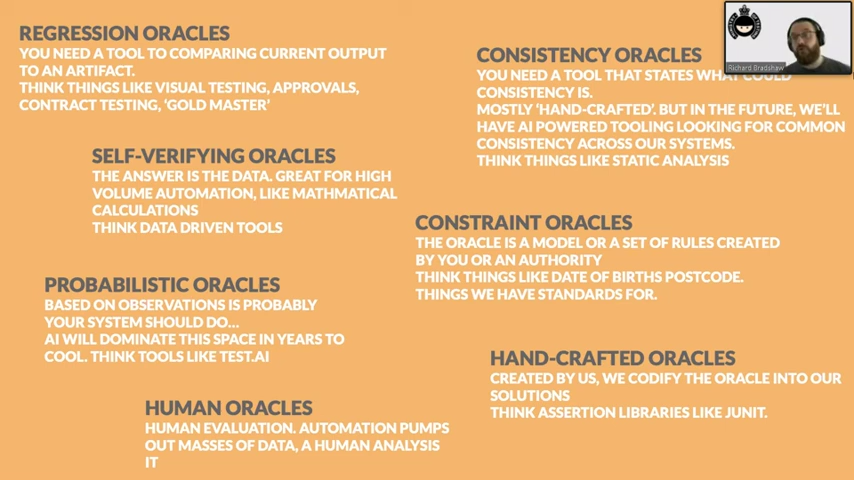 REGRESSION ORACLES
YOU NEED A TOOL TO COMPARING CURRENT OUTPUT
TO AN ARTIFACT.
THINK THINGS LIKE VISUAL TESTING, APPROVALS,
CONTRACT TESTING, 'GOLD MASTER'
SELF-VERIFYING ORACLES
THE ANSWER IS THE DATA. GREAT FOR HIGH
VOLUME AUTOMATION, LIKE MATHMATICAL
CALCULATIONS
THINK DATA DRIVEN TOOLS
PROBABILISTIC ORACLES
BASED ON OBSERVATIONS IS PROBABLY
YOUR SYSTEM SHOULD DO...
AI WILL DOMINATE THIS SPACE IN YEARS TO
COOL. THINK TOOLS LIKE TEST.AI
HUMAN ORACLES
HUMAN EVALUATION. AUTOMATION PUMPS
OUT MASSES OF DATA, A HUMAN ANALYSIS
IT
CONSISTENCY ORACLES
YOU NEED A TOOL THAT STATES WHAT COULD
CONSISTENCY IS.
MOSTLY 'HAND-CRAFTED'. BUT IN THE FUTURE, WE'LL
HAVE AI POWERED TOOLING LOOKING FOR COMMON
CONSISTENCY ACROSS OUR SYSTEMS.
THINK THINGS LIKE STATIC ANALYSIS
CONSTRAINT ORACLES
THE ORACLE IS A MODEL OR A SET OF RULES CREATED
BY YOU OR AN AUTHORITY
THINK THINGS LIKE DATE OF BIRTHS POSTCODE.
THINGS WE HAVE STANDARDS FOR.
HAND-CRAFTED ORACLES
CREATED BY US, WE CODIFY THE ORACLE INTO OUR
SOLUTIONS
THINK ASSERTION LIBRARIES LIKE JUNIT.
Richard Bradshaw